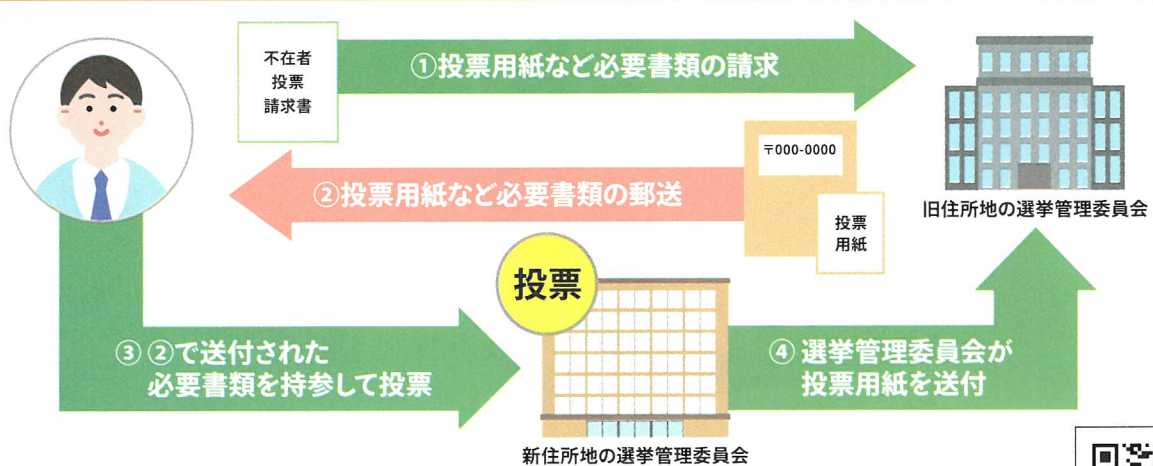 不在者
投票
請求書
①投票用紙など必要書類の請求
〒000-0000
②投票用紙など必要書類の郵送
投票
用紙
旧住所地の選挙管理委員会
投票
③ ②で送付された
必要書類を持参して投票
④ 選挙管理委員会が
投票用紙を送付
新住所地の選挙管理委員会